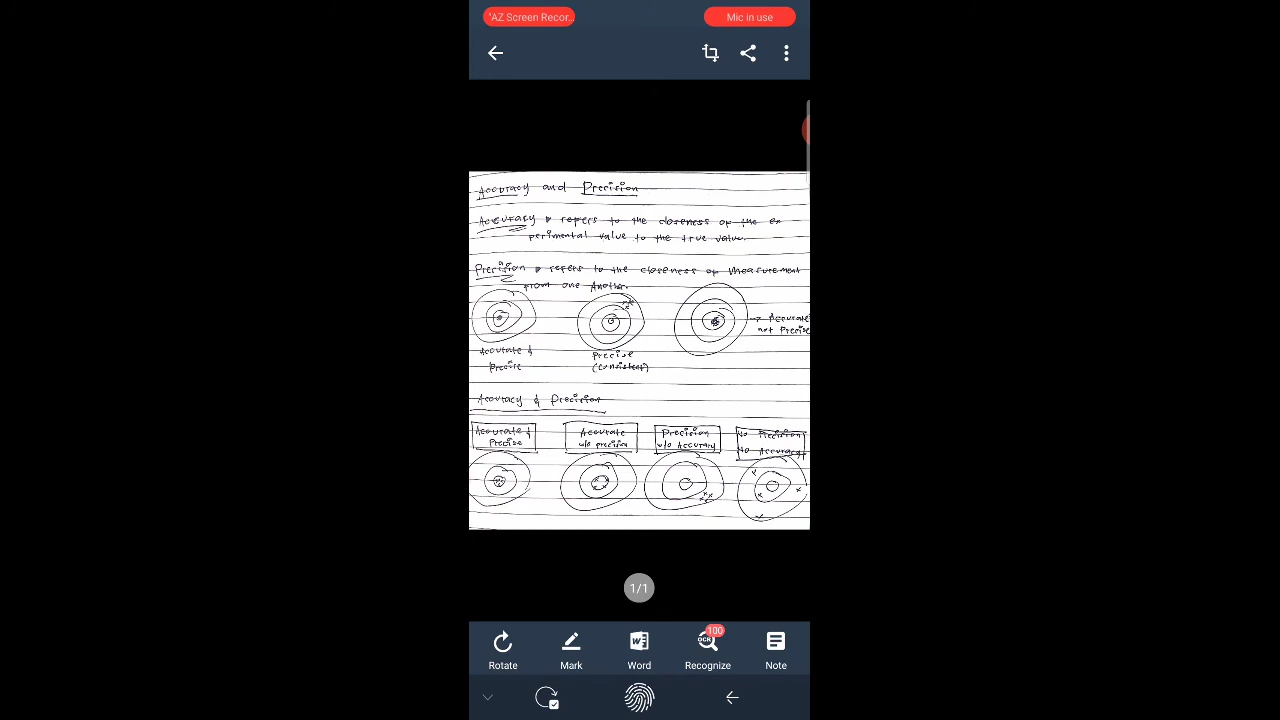 "AZ Screen Recor..
Mic in use
Accuracy and Precision
Accuracy → refers to the closeness of the ex
perimental value to the true value.
Precision → refers to the closeness of measurement
from one Another.
→ Accurate
not Precise
Accurate &
Precise
Precise
(consistent)
Accuracy & Precision
Accurate & Precise
Accurate w/o precision
Precision w/o Accuracy
No Precision No Accuracy
1/1
100
OCR
W
Rotate
Mark
Word
Recognize
Note